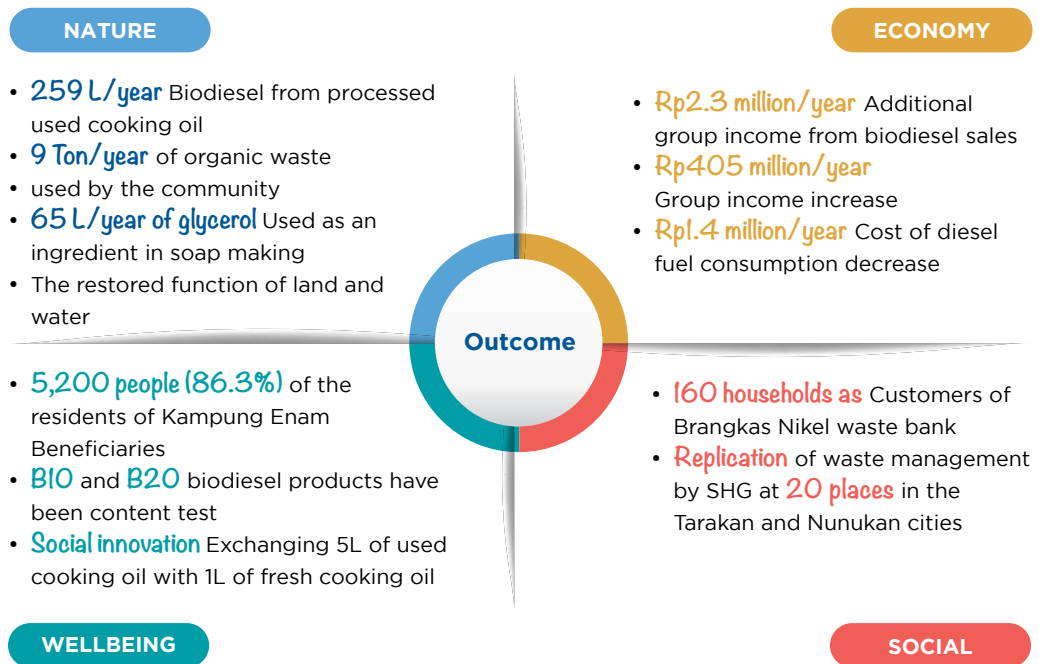 NATURE
• 259 L/year Biodiesel from processed
used cooking oil
• 9 Ton/year of organic waste
• used by the community
• 65 L/year of glycerol Used as an
ingredient in soap making
• The restored function of land and
water
ECONOMY
• Rp2.3 million/year Additional
group income from biodiesel sales
• Rp405 million/year
Group income increase
• Rp1.4 million/year Cost of diesel
fuel consumption decrease
Outcome
• 5,200 people (86.3%) of the
residents of Kampung Enam
Beneficiaries
• B10 and B20 biodiesel products have
been content test
• Social innovation Exchanging 5L of used
cooking oil with 1L of fresh cooking oil
WELLBEING
• 160 households as Customers of
Brangkas Nikel waste bank
• Replication of waste management
by SHG at 20 places in the
Tarakan and Nunukan cities
SOCIAL